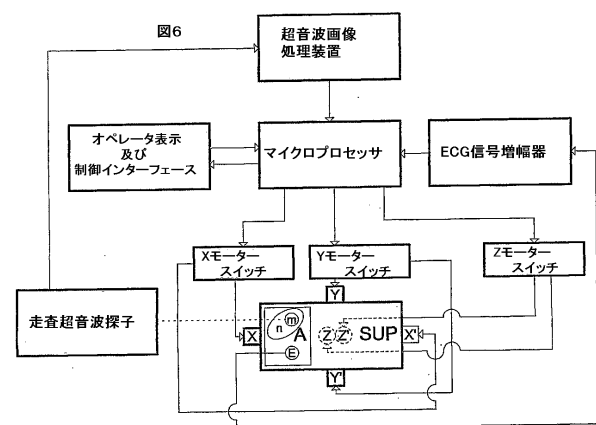 図6
超音波画像
処理装置
オペレータ表示
及び
制御インターフェース
マイクロプロセッサ
ECG信号増幅器
Xモーター
スイッチ
Yモーター
スイッチ
Zモーター
スイッチ
走査超音波探子
Y
m
n
A
X
Z
Z'
SUP
X'
E
Y'